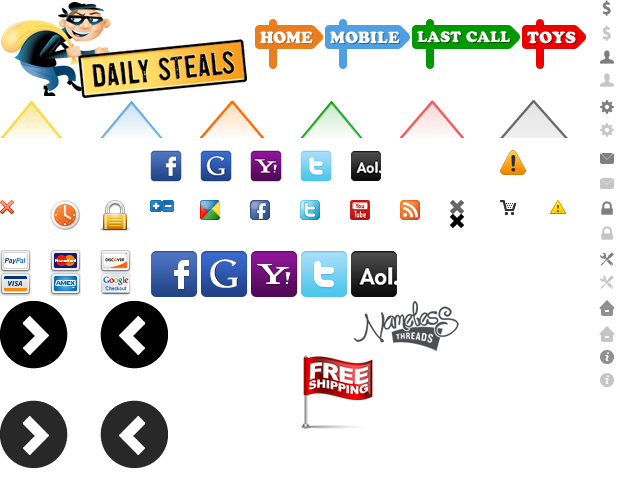 DAILY STEALS
HOME
MOBILE
LAST CALL
TOYS
$
$
f
G
Y!
t
Aol.
f
t
You
Tube
PayPal
MasterCard
DISCOVER
VISA
AMEX
Google
Checkout
f
G
Y!
t
Aol.
Nameless
THREADS
FREE
SHIPPING